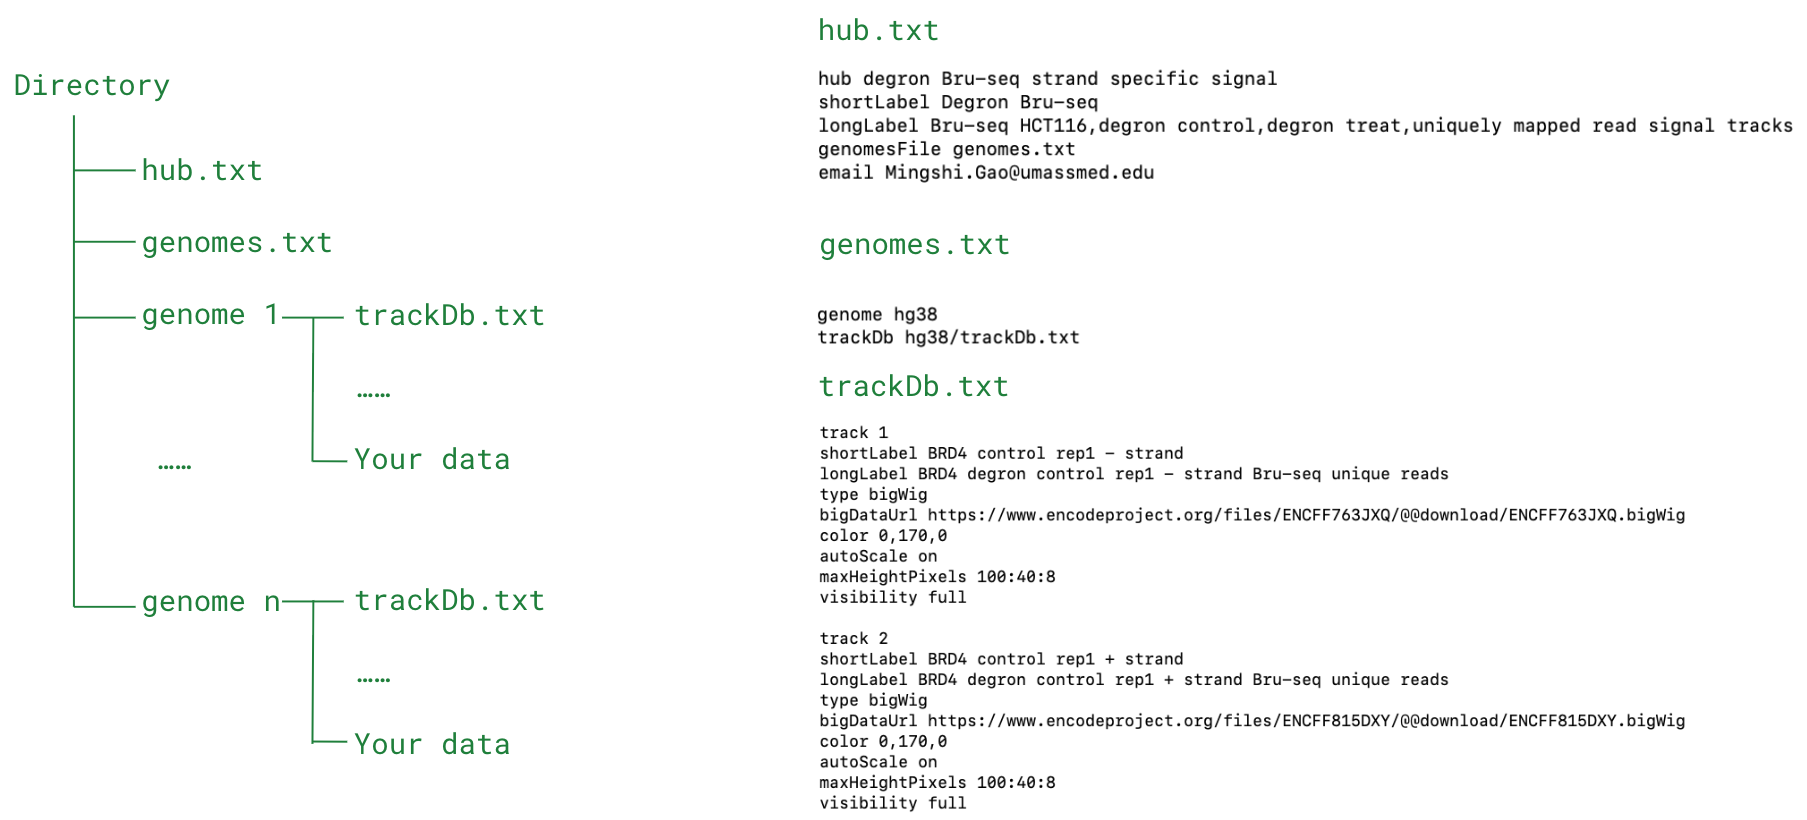 Directory
hub.txt
genomes.txt
genome 1
trackDb.txt
……
Your data
……
genome n
trackDb.txt
……
Your data
hub.txt
hub degron Bru-seq strand specific signal
shortLabel Degron Bru-seq
longLabel Bru-seq HCT116,degron control,degron treat,uniquely mapped read signal tracks
genomesFile genomes.txt
email Mingshi.Gao@umassmed.edu
genomes.txt
genome hg38
trackDb hg38/trackDb.txt
trackDb.txt
track 1
shortLabel BRD4 control rep1 - strand
longLabel BRD4 degron control rep1 - strand Bru-seq unique reads
type bigWig
bigDataUrl https://www.encodeproject.org/files/ENCFF763JXQ/@@download/ENCFF763JXQ.bigWig
color 0,170,0
autoScale on
maxHeightPixels 100:40:8
visibility full
track 2
shortLabel BRD4 control rep1 + strand
longLabel BRD4 degron control rep1 + strand Bru-seq unique reads
type bigWig
bigDataUrl https://www.encodeproject.org/files/ENCFF815DXY/@@download/ENCFF815DXY.bigWig
color 0,170,0
autoScale on
maxHeightPixels 100:40:8
visibility full